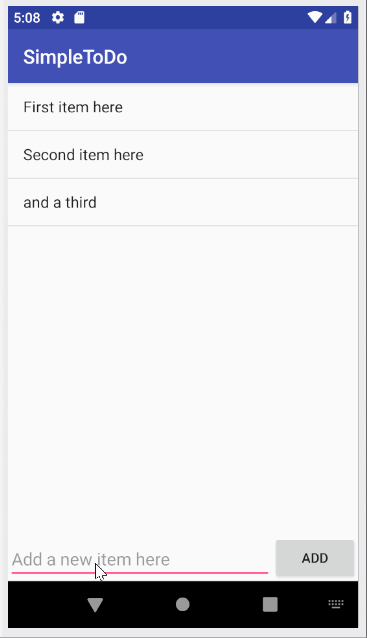 5:08
SimpleToDo
First item here
Second item here
and a third
Add a new item here
ADD